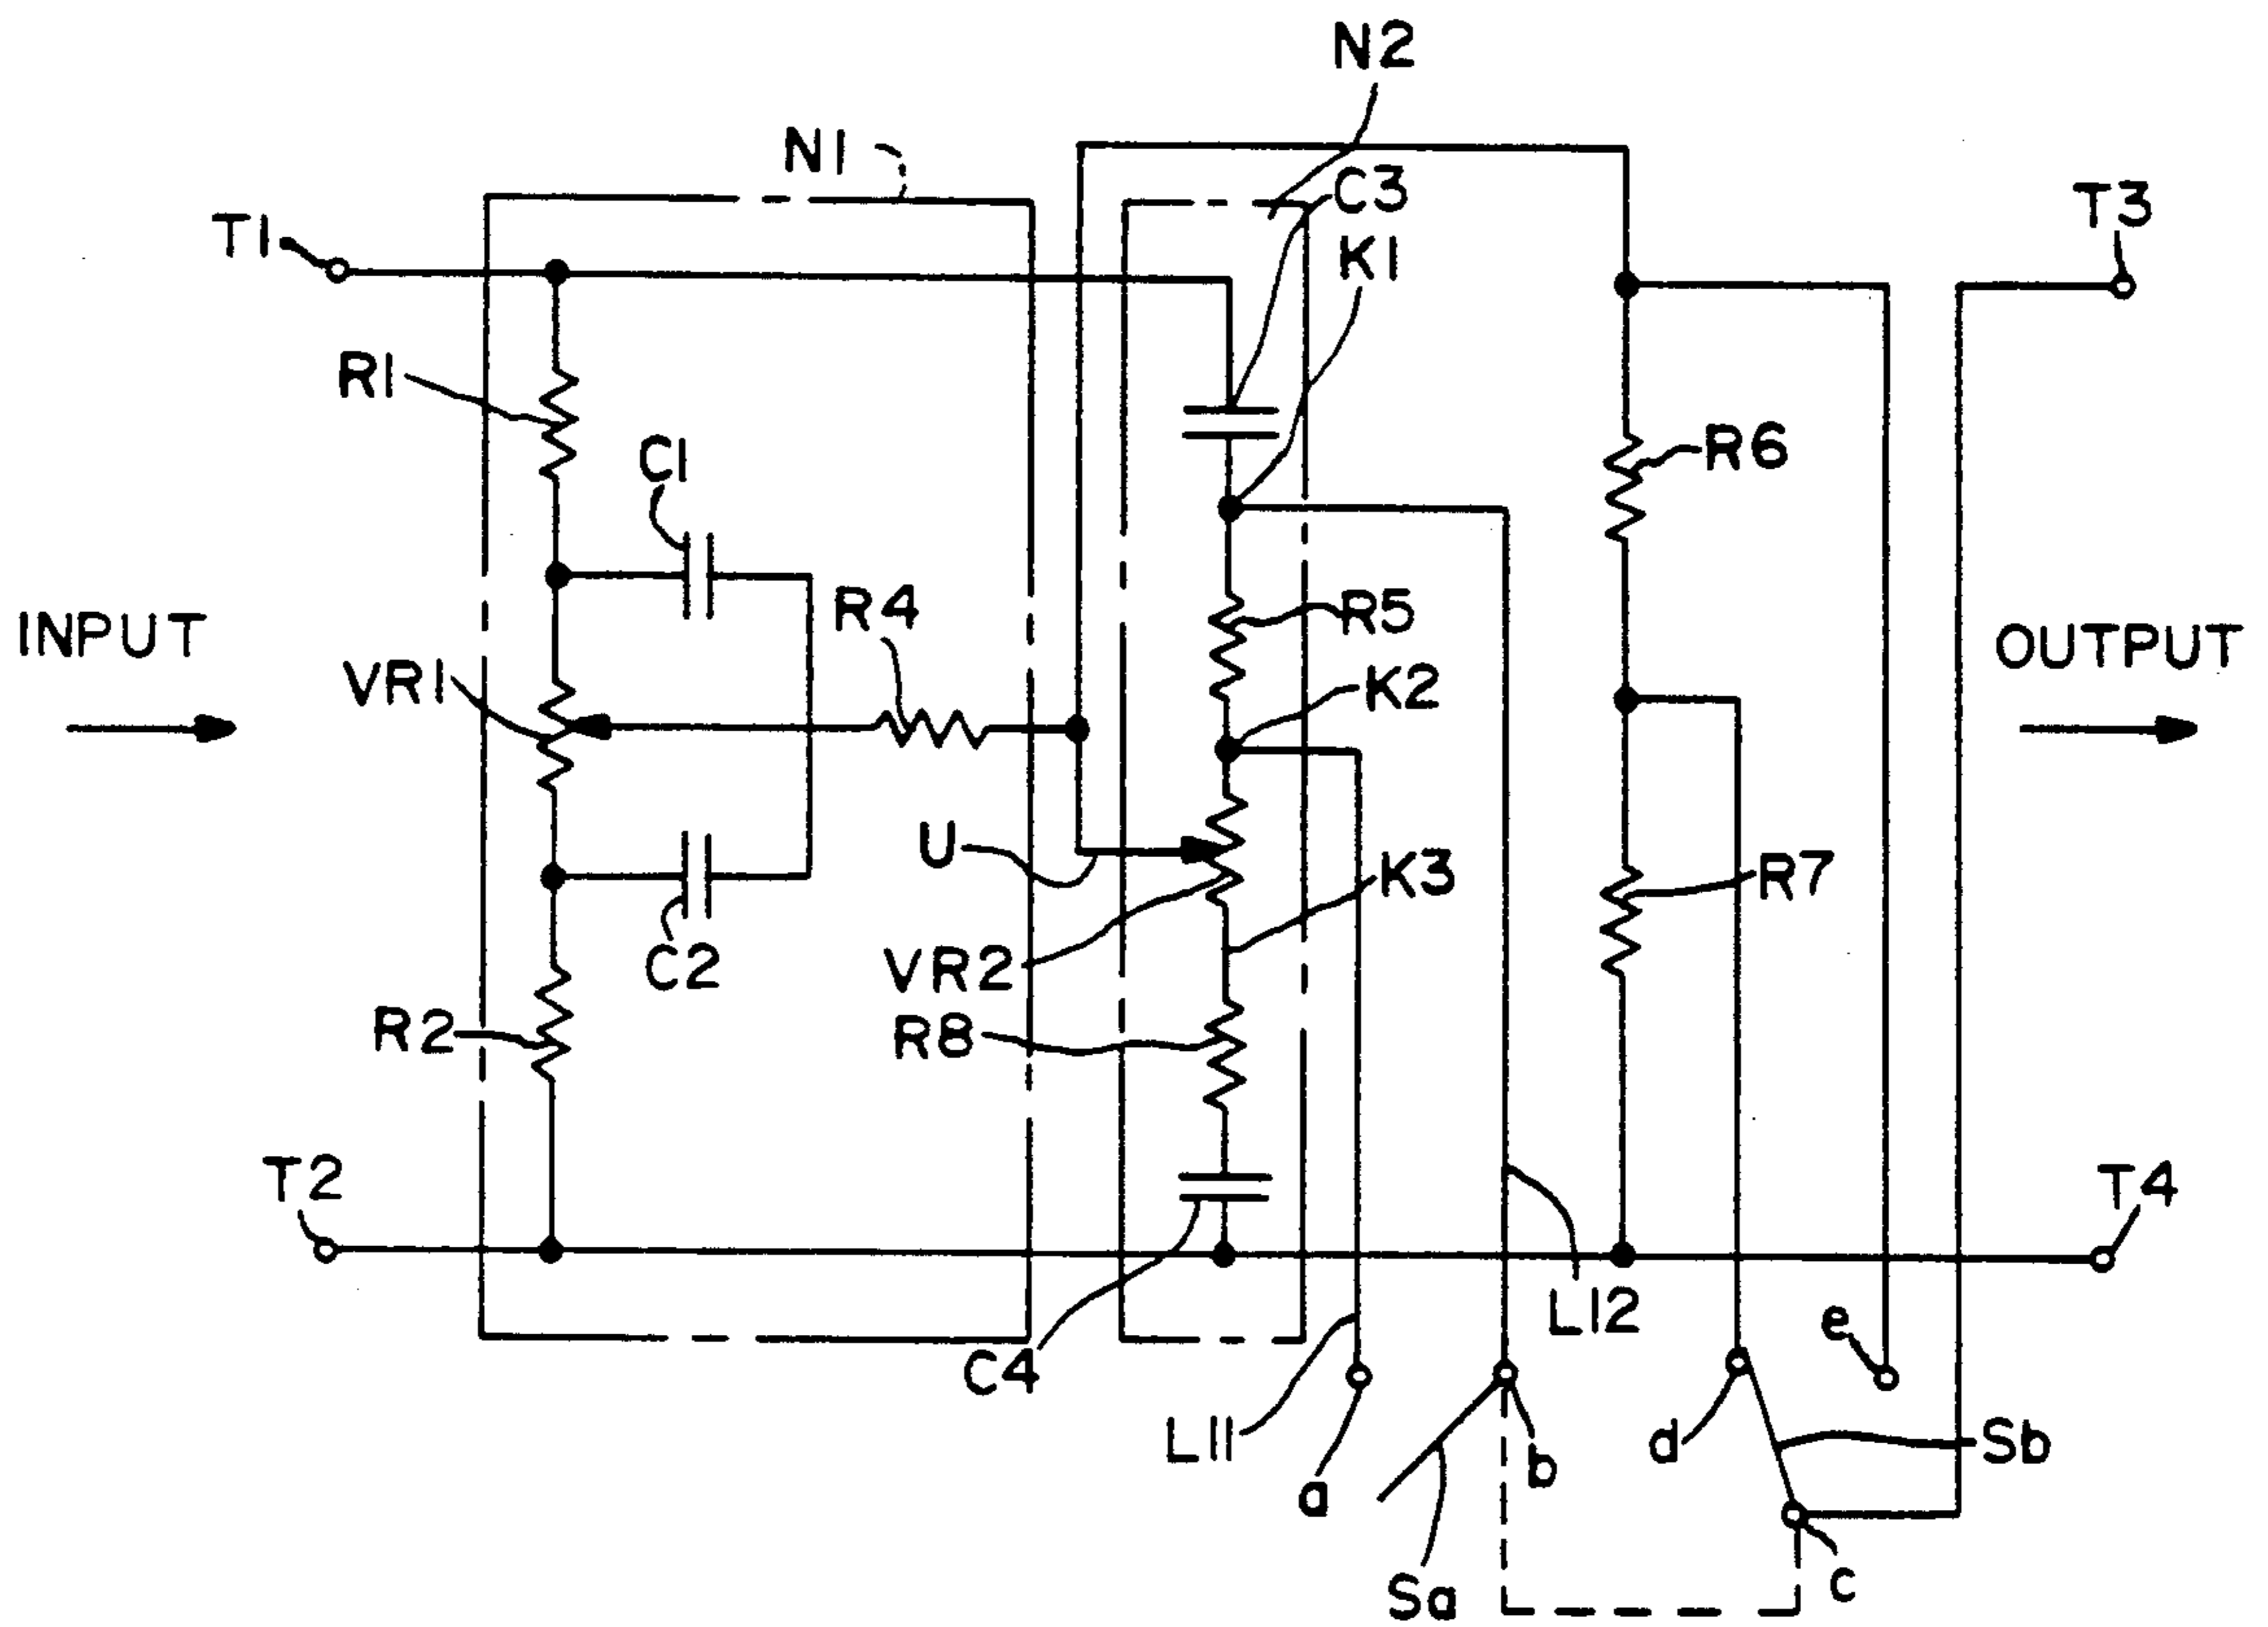 N2
N1
C3
T1
T3
K1
R1
C1
R6
R4
R5
INPUT
OUTPUT
VR1
K2
U
K3
R7
C2
VR2
R2
R8
T2
T4
L12
e
C4
L11
a
b
d
Sb
Sa
c